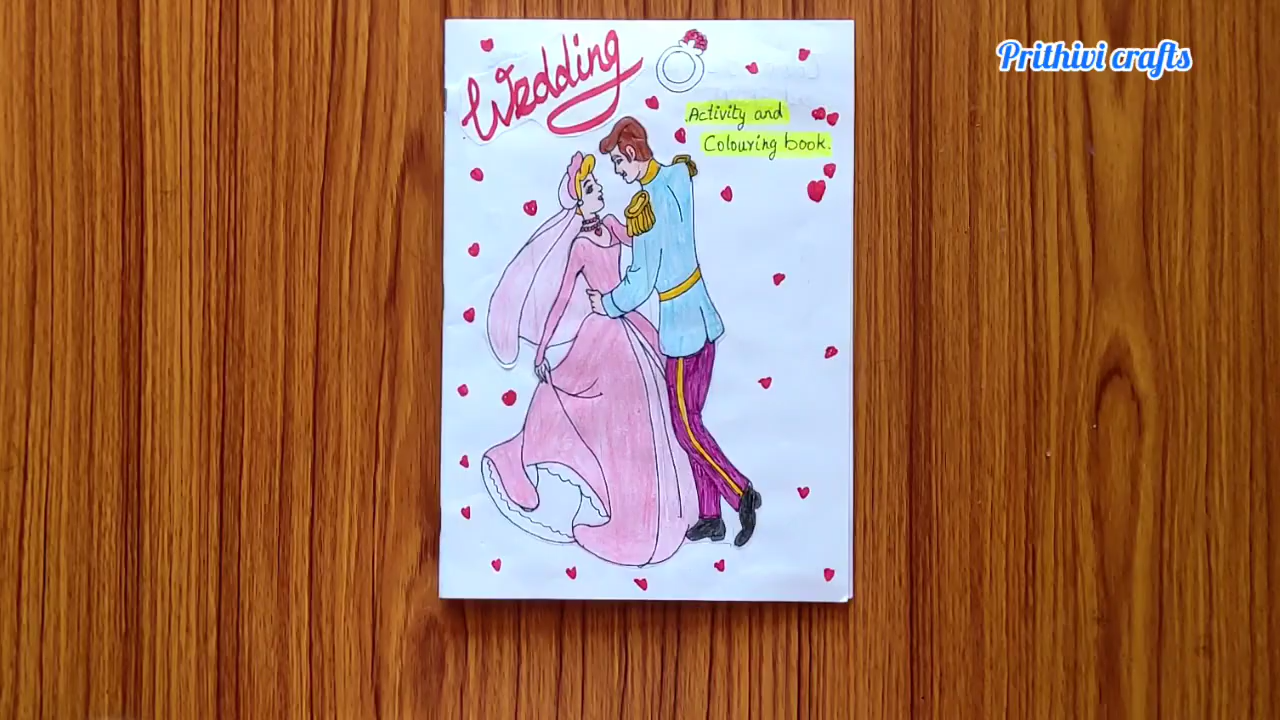 Prithivi crafts
Wedding
Activity and
Colouring book.